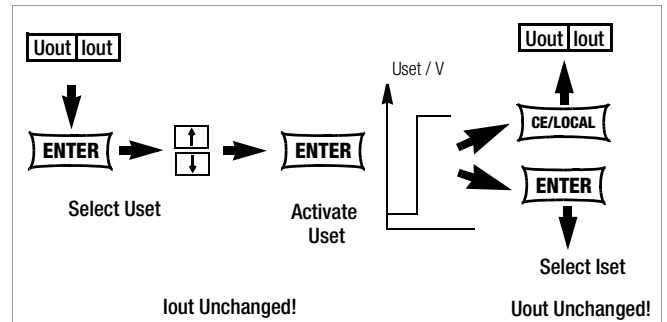 Uout Iout
ENTER
Select Uset
↑
↓
ENTER
Activate
Uset
Uset / V
Uout Iout
CE/LOCAL
ENTER
Select Iset
Iout Unchanged!
Uout Unchanged!